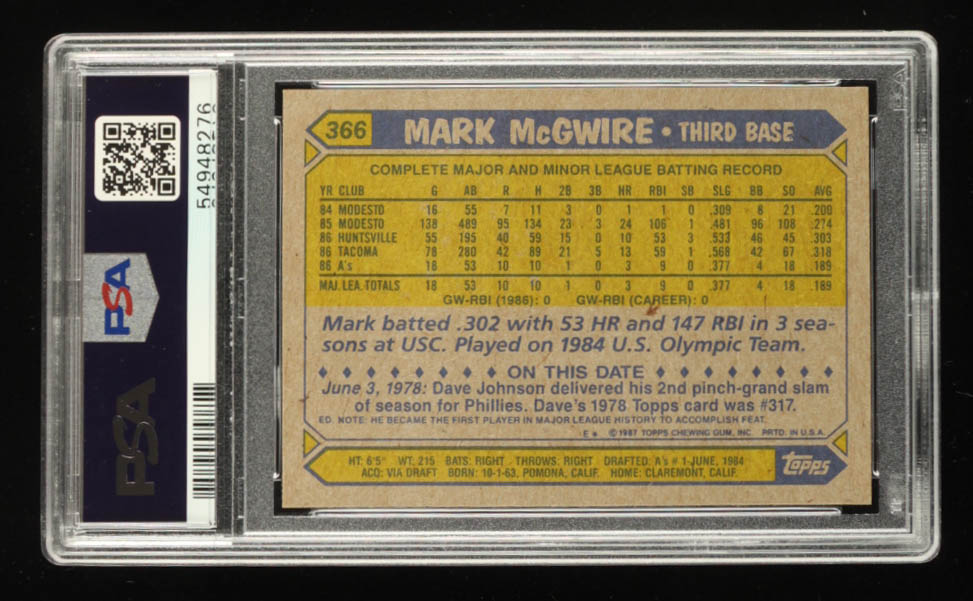 54948276
PSA
PSA
366 MARK McGWIRE • THIRD BASE
COMPLETE MAJOR AND MINOR LEAGUE BATTING RECORD
YR CLUB G AB R H 2B 3B HR RBI SB SLG BB SO AVG
84 MODESTO 16 55 7 11 3 0 1 1 0 .309 8 21 .200
85 MODESTO 138 489 95 134 23 3 24 106 1 .481 96 108 .274
86 HUNTSVILLE 55 195 40 59 15 0 10 53 3 .533 46 45 .303
86 TACOMA 78 280 42 89 21 5 13 59 1 .568 42 67 .318
86 A's 18 53 10 10 1 0 3 9 0 .377 4 18 .189
MAJ. LEA. TOTALS 18 53 10 10 1 0 3 9 0 .377 4 18 .189
GW-RBI (1986): 0 GW-RBI (CAREER): 0
Mark batted .302 with 53 HR and 147 RBI in 3 sea-
sons at USC. Played on 1984 U.S. Olympic Team.
♦ ♦ ♦ ♦ ♦ ♦ ♦ ♦ ON THIS DATE ♦ ♦ ♦ ♦ ♦ ♦ ♦ ♦
June 3, 1978: Dave Johnson delivered his 2nd pinch-grand slam
of season for Phillies. Dave's 1978 Topps card was #317.
ED. NOTE: HE BECAME THE FIRST PLAYER IN MAJOR LEAGUE HISTORY TO ACCOMPLISH FEAT.
E * © 1987 TOPPS CHEWING GUM, INC. PRTD. IN U.S.A.
HT: 6'5" WT: 215 BATS: RIGHT THROWS: RIGHT DRAFTED: A's #1-JUNE, 1984
ACQ: VIA DRAFT BORN: 10-1-63, POMONA, CALIF. HOME: CLAREMONT, CALIF.
topps